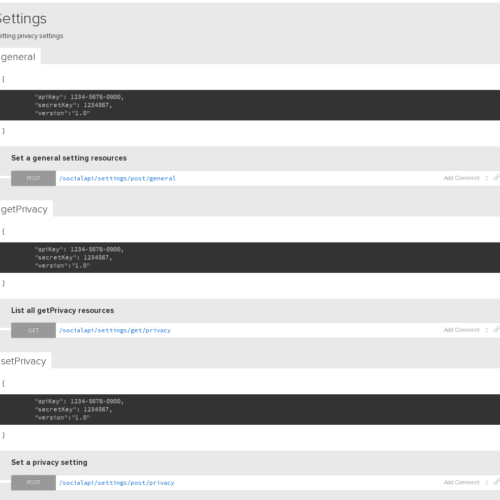 Settings
etting privacy settings
general
{
"apiKey": 1234-5678-0900,
"secretKey": 1234567,
"version":"1.0"
}
Set a general setting resources
POST /socialapi/settings/post/general Add Comment
getPrivacy
{
"apiKey": 1234-5678-0900,
"secretKey": 1234567,
"version":"1.0"
}
List all getPrivacy resources
GET /socialapi/settings/get/privacy Add Comment
setPrivacy
{
"apiKey": 1234-5678-0900,
"secretKey": 1234567,
"version":"1.0"
}
Set a privacy setting
POST /socialapi/settings/post/privacy Add Comment